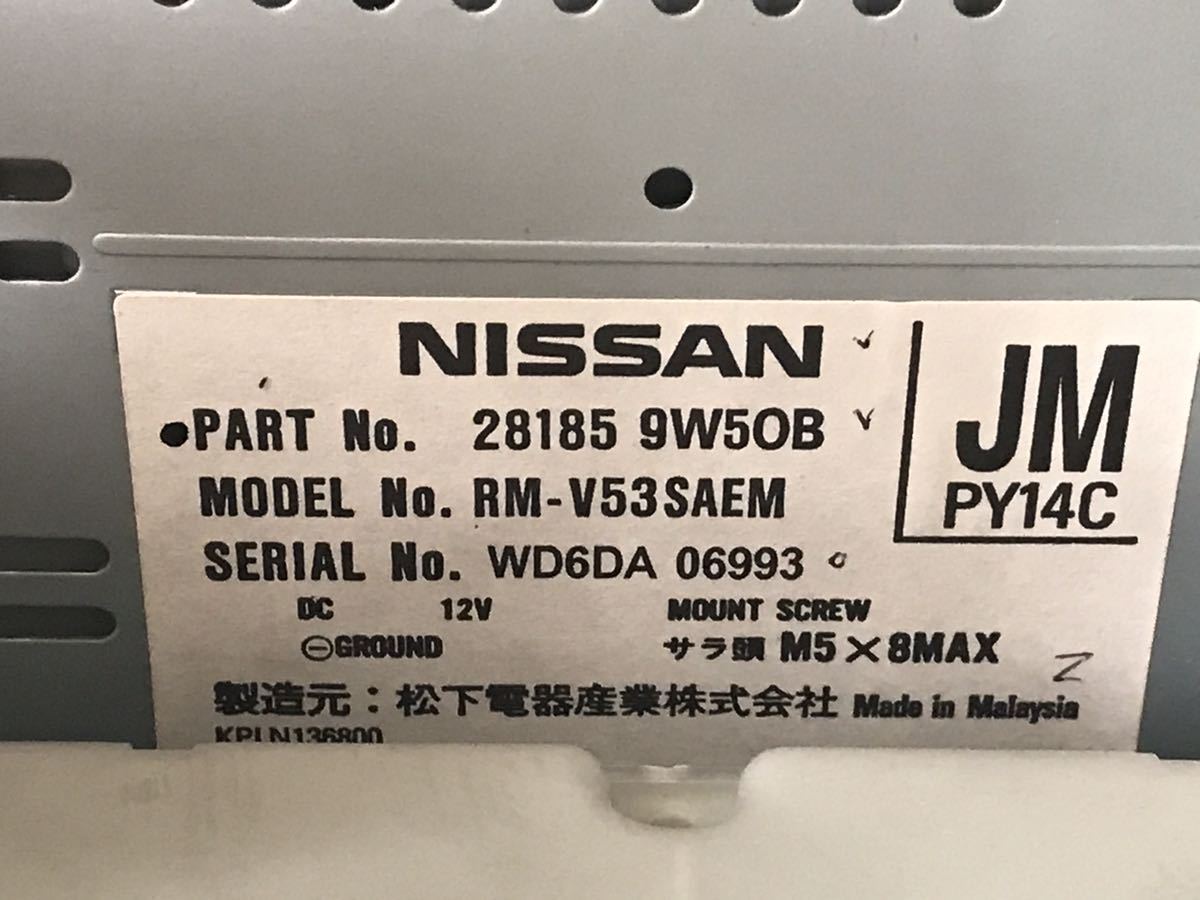 NISSAN
JM
PY14C
●PART No. 28185 9W50B
MODEL No. RM-V53SAEM
SERIAL No. WD6DA 06993
DC 12V
⊖GROUND
MOUNT SCREW
サラ頭 M5×8MAX
Z
製造元：松下電器産業株式会社 Made in Malaysia
KPLN136800